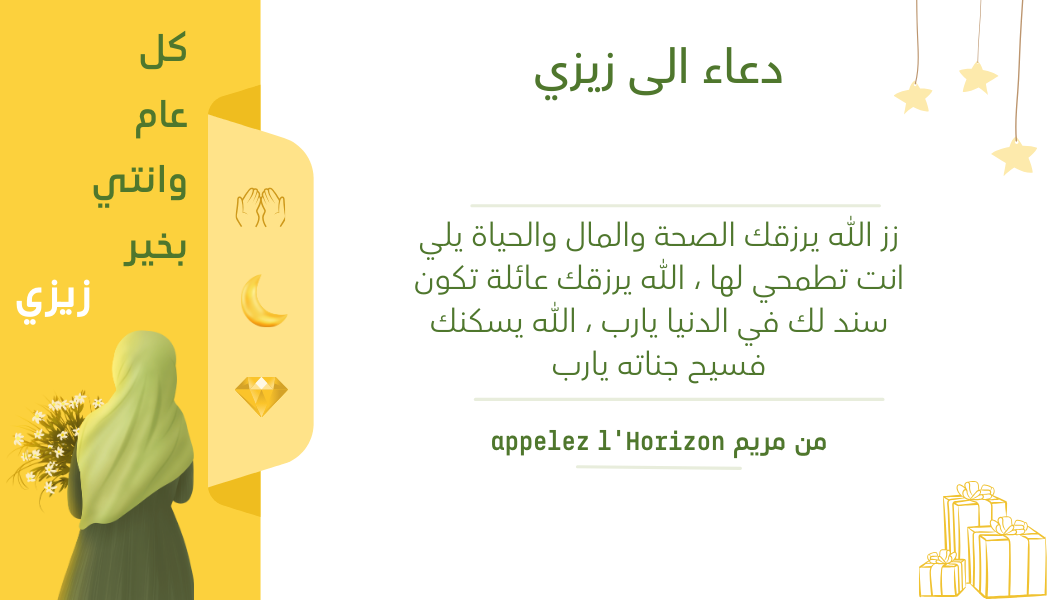 كل
عام
وانتي
بخير
زيزي
دعاء الى زيزي
زز الله يرزقك الصحة والمال والحياة يلي
انت تطمحي لها ، الله يرزقك عائلة تكون
سند لك في الدنيا يارب ، الله يسكنك
فسيح جناته يارب
من مريم appelez l'Horizon